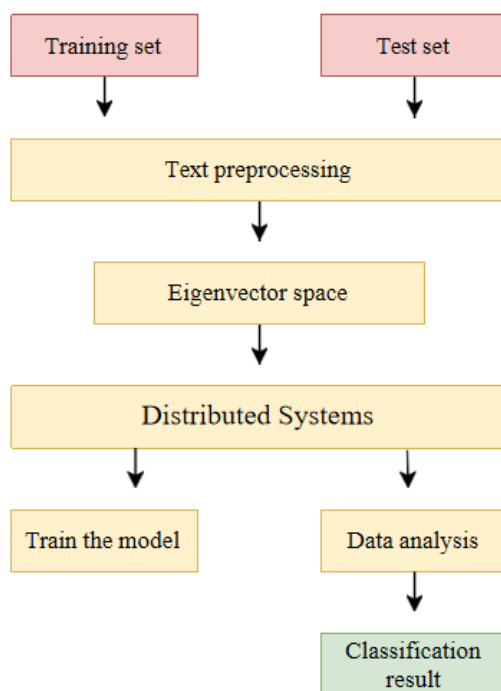 Training set
Test set
Text preprocessing
Eigenvector space
Distributed Systems
Train the model
Data analysis
Classification
result